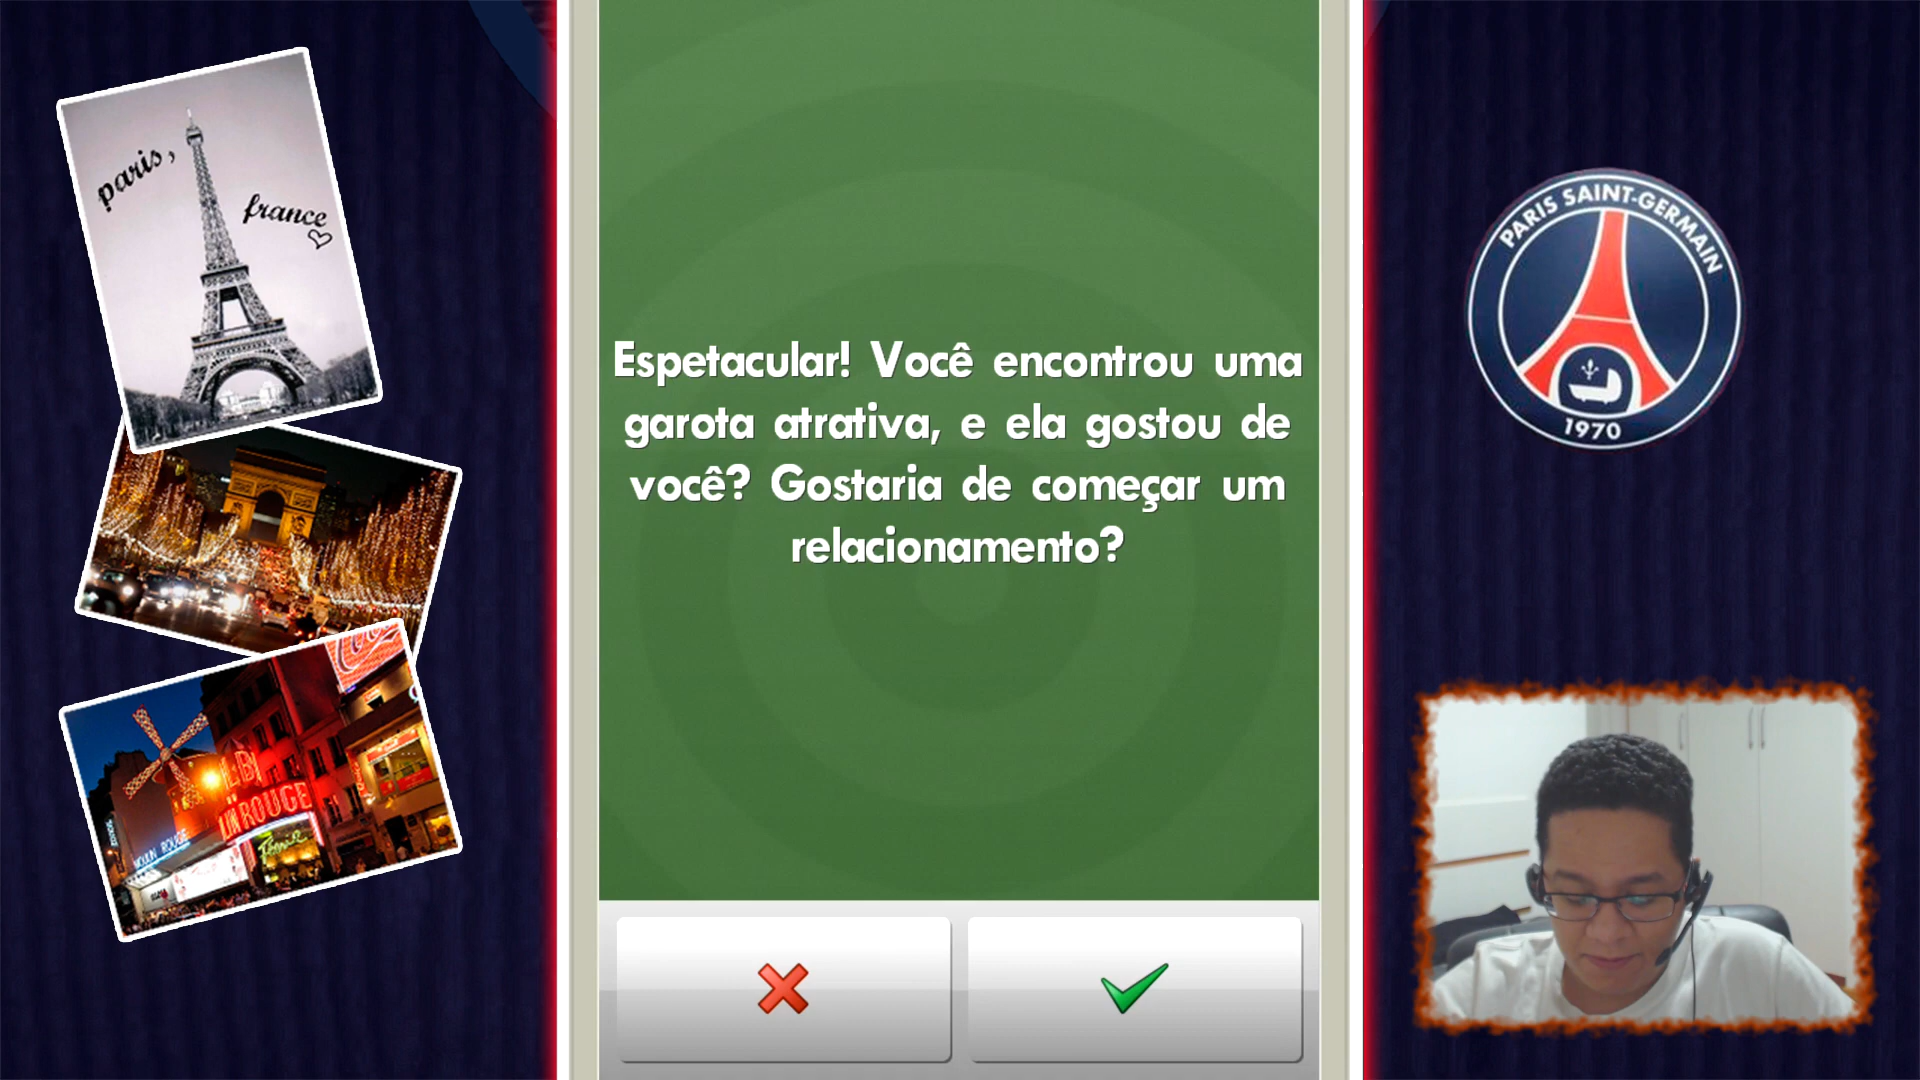 paris,
france
MOULIN ROUGE
ROUGE
Espetacular! Você encontrou uma
garota atrativa, e ela gostou de
você? Gostaria de começar um
relacionamento?
PARIS SAINT-GERMAIN
1970